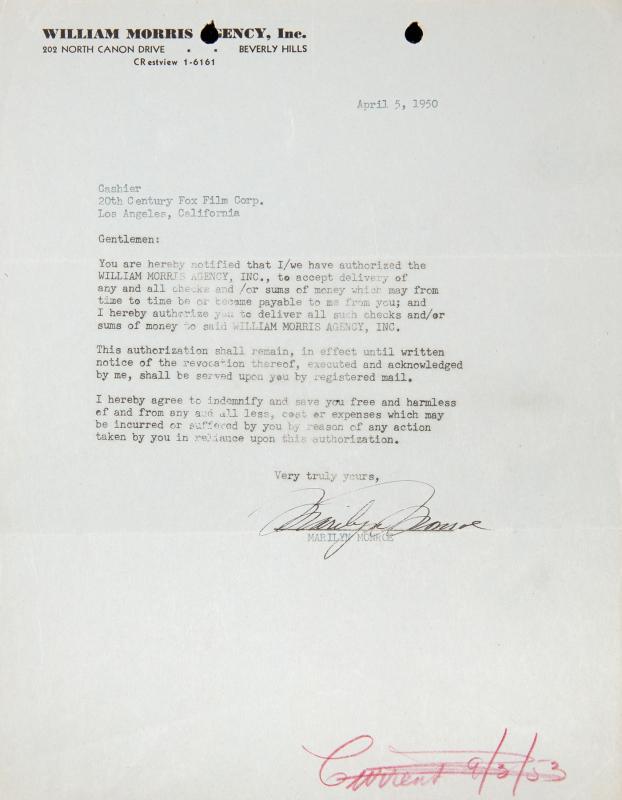 WILLIAM MORRIS AGENCY, Inc.
202 NORTH CANON DRIVE • • BEVERLY HILLS
CRestview 1-6161
April 5, 1950
Cashier
20th Century Fox Film Corp.
Los Angeles, California
Gentlemen:
You are hereby notified that I/we have authorized the
WILLIAM MORRIS AGENCY, INC., to accept delivery of
any and all checks and /or sums of money which may from
time to time be or become payable to me from you; and
I hereby authorize you to deliver all such checks and/or
sums of money to said WILLIAM MORRIS AGENCY, INC.
This authorization shall remain, in effect until written
notice of the revocation thereof, executed and acknowledged
by me, shall be served upon you by registered mail.
I hereby agree to indemnify and save you free and harmless
of and from any and all less, cost or expenses which may
be incurred or suffered by you by reason of any action
taken by you in reliance upon this authorization.
Very truly yours,
Marilyn Monroe
MARILYN MONROE
Current 9/3/53